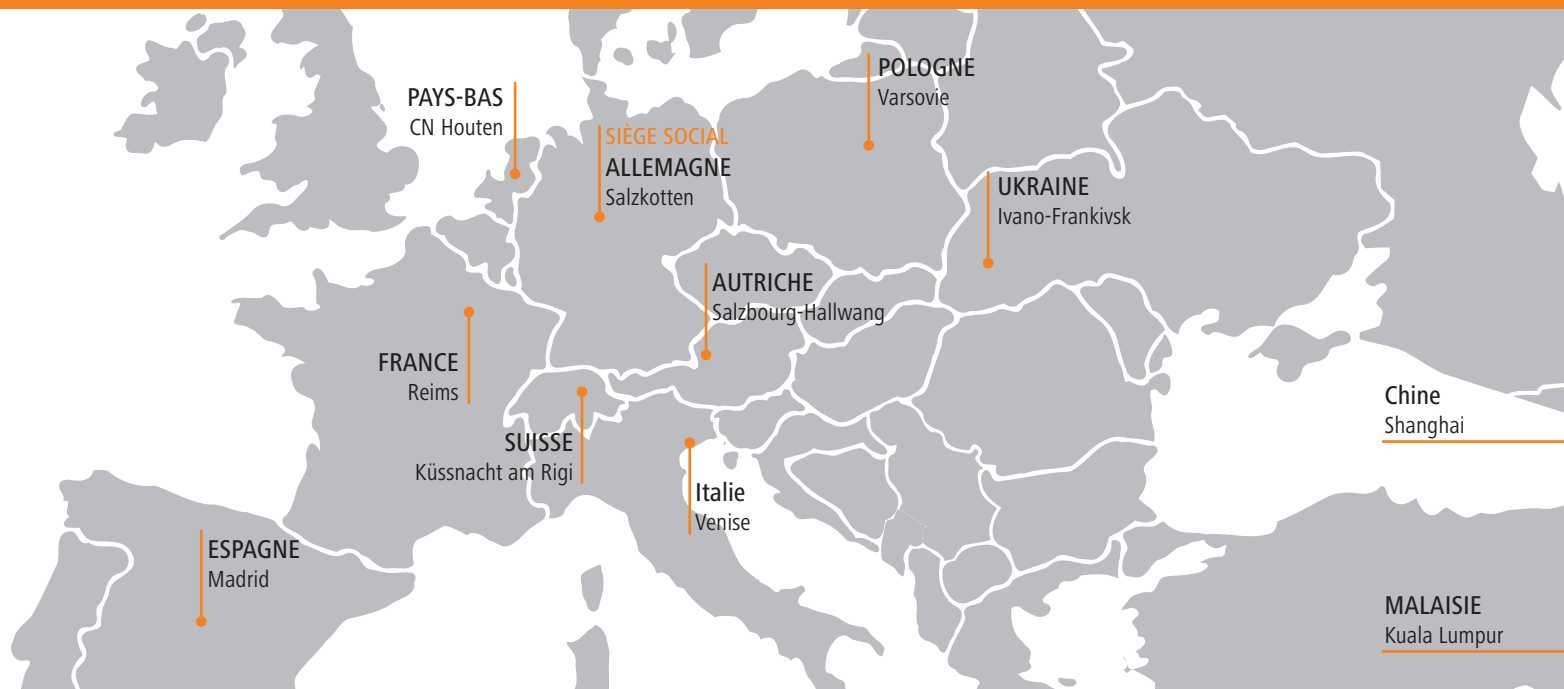 PAYS-BAS
CN Houten
SIÈGE SOCIAL
ALLEMAGNE
Salzkotten
POLOGNE
Varsovie
UKRAINE
Ivano-Frankivsk
AUTRICHE
Salzbourg-Hallwang
FRANCE
Reims
SUISSE
Küssnacht am Rigi
Italie
Venise
ESPAGNE
Madrid
Chine
Shanghai
MALAISIE
Kuala Lumpur